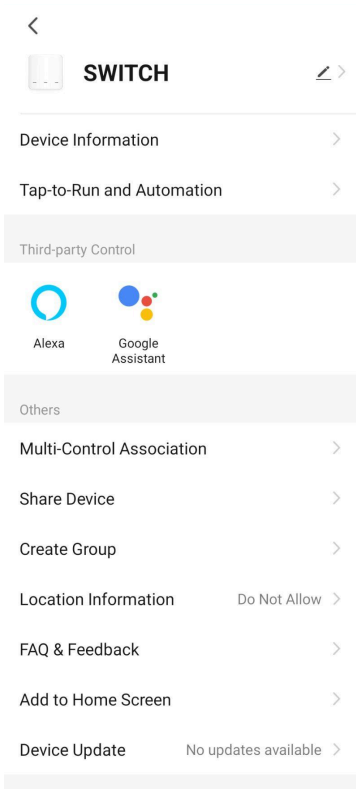 SWITCH
Device Information
Tap-to-Run and Automation
Third-party Control
Alexa
Google
Assistant
Others
Multi-Control Association
Share Device
Create Group
Location Information Do Not Allow
FAQ & Feedback
Add to Home Screen
Device Update No updates available